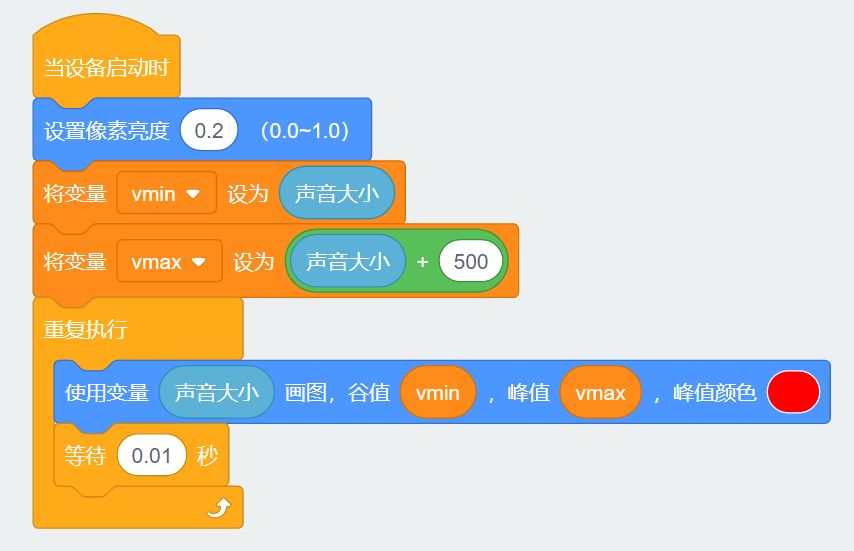 当设备启动时
设置像素亮度 0.2 （0.0~1.0）
将变量 vmin 设为 声音大小
将变量 vmax 设为 声音大小 + 500
重复执行
使用变量 声音大小 画图，谷值 vmin ，峰值 vmax ，峰值颜色
等待 0.01 秒